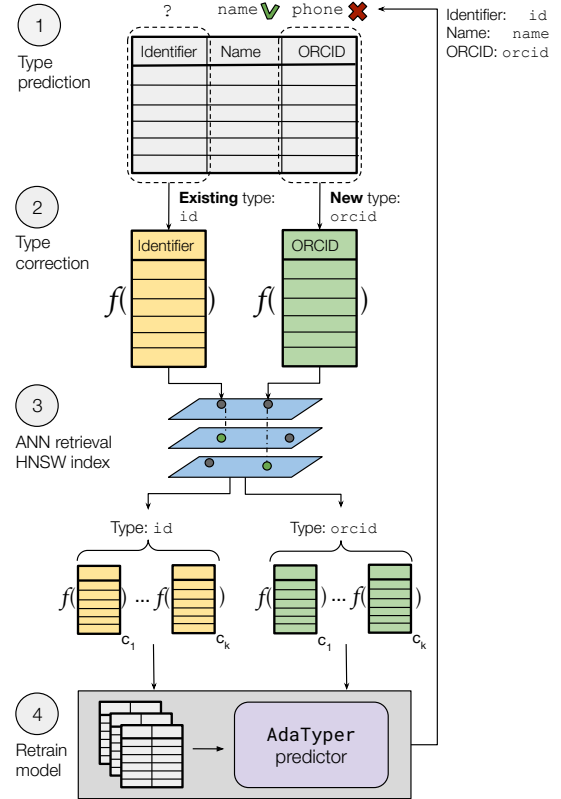 ? name phone
Identifier: id
Name: name
ORCID: orcid
1
Type
prediction
Identifier Name ORCID
Existing type:
id
New type:
orcid
2
Type
correction
Identifier
ORCID
f( )
f( )
3
ANN retrieval
HNSW index
Type: id
Type: orcid
f( ) ... f( )
f( ) ... f( )
C1 Ck
C1 Ck
4
Retrain
model
AdaTyper
predictor